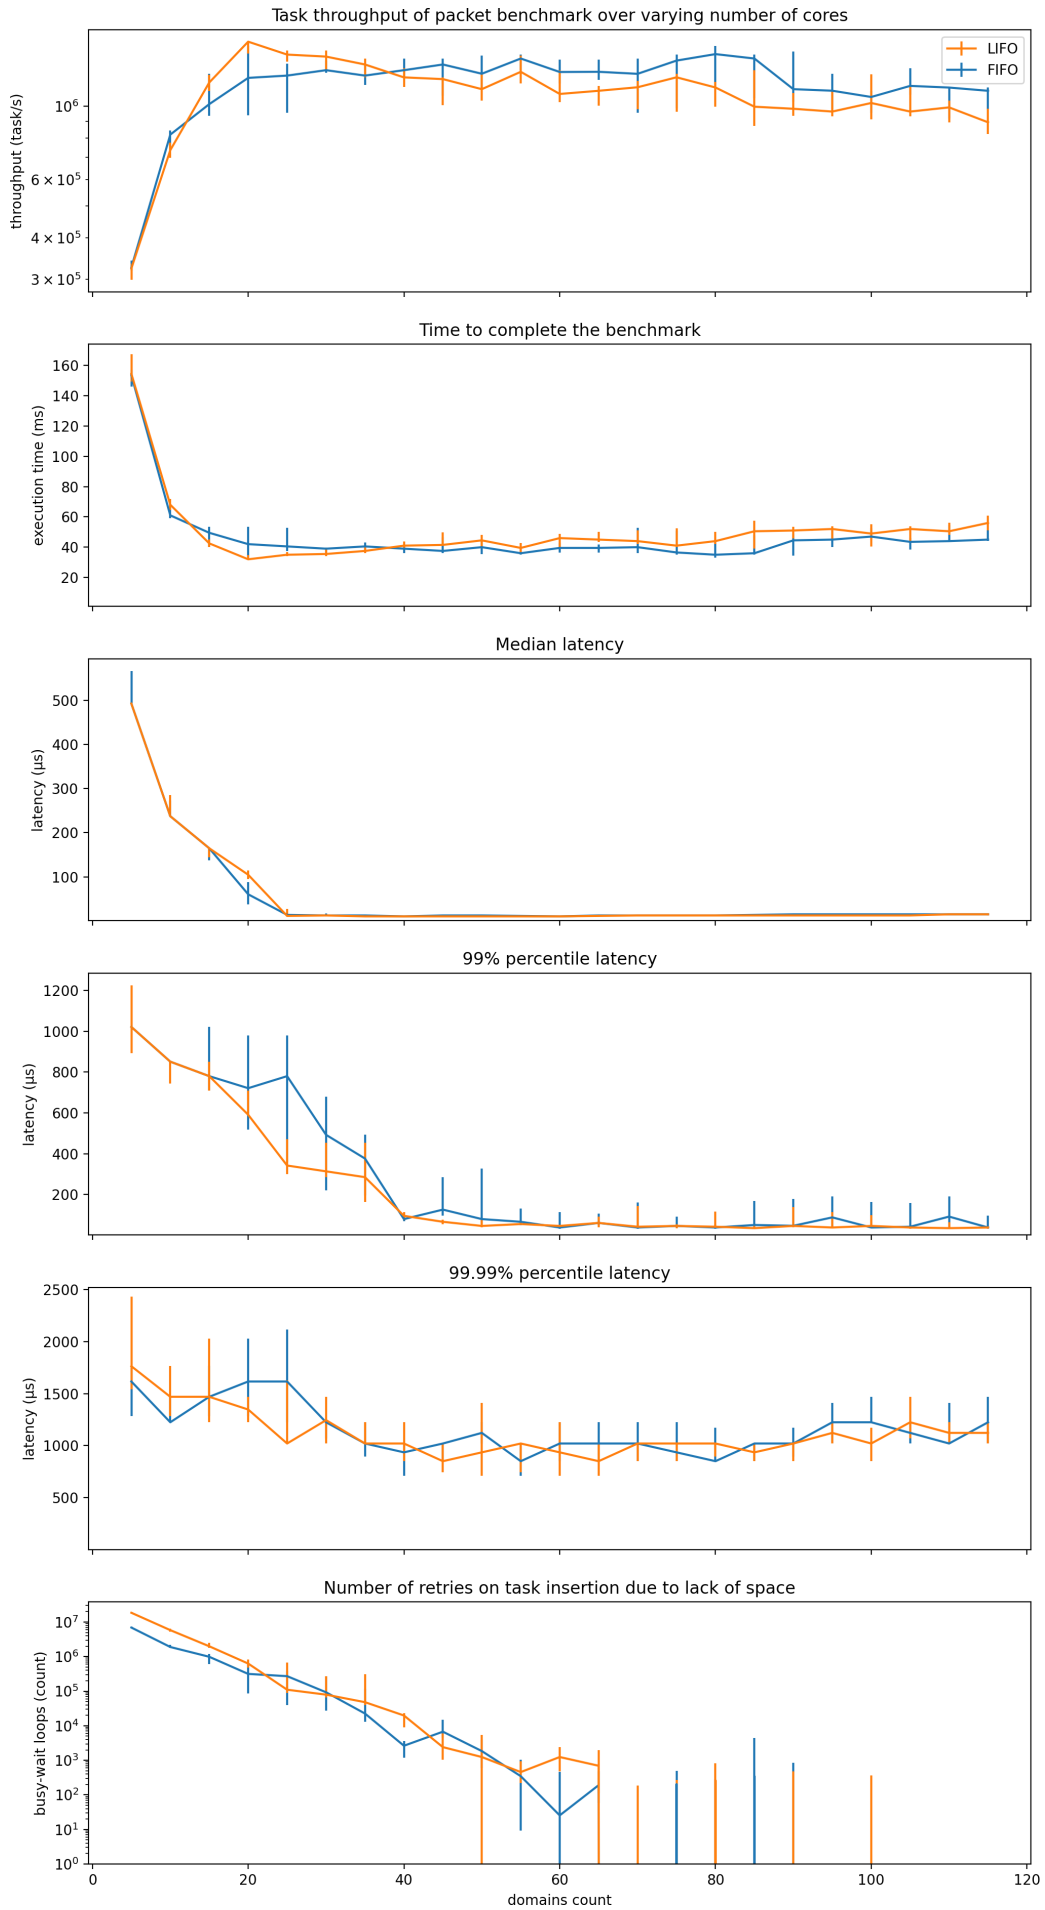 Task throughput of packet benchmark over varying number of cores
throughput (task/s)
10⁶
6 × 10⁵
4 × 10⁵
3 × 10⁵
LIFO
FIFO
Time to complete the benchmark
execution time (ms)
160
140
120
100
80
60
40
20
Median latency
latency (µs)
500
400
300
200
100
99% percentile latency
latency (µs)
1200
1000
800
600
400
200
99.99% percentile latency
latency (µs)
2500
2000
1500
1000
500
Number of retries on task insertion due to lack of space
busy-wait loops (count)
10⁷
10⁶
10⁵
10⁴
10³
10²
10¹
10⁰
0 20 40 60 80 100 120
domains count